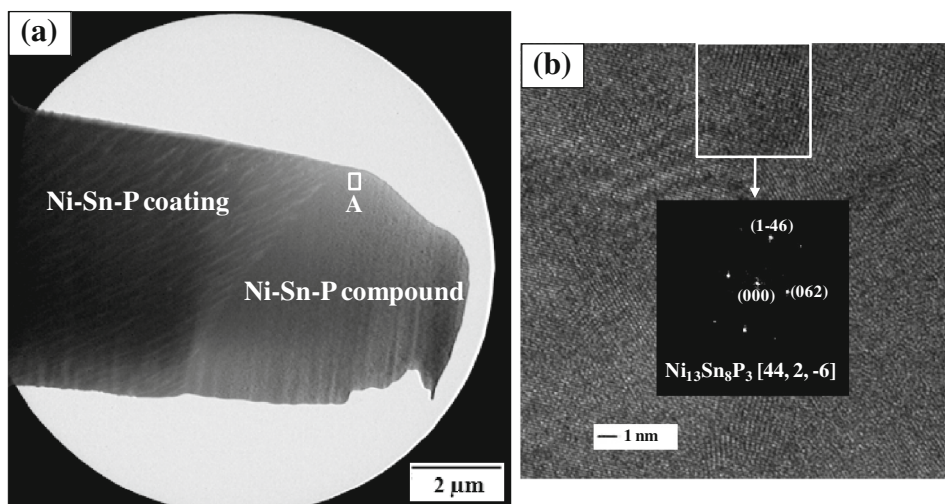 (a)
Ni-Sn-P coating
A
Ni-Sn-P compound
2 µm
(b)
(1-46)
(000)
(062)
Ni₁₃Sn₈P₃ [44, 2, -6]
1 nm